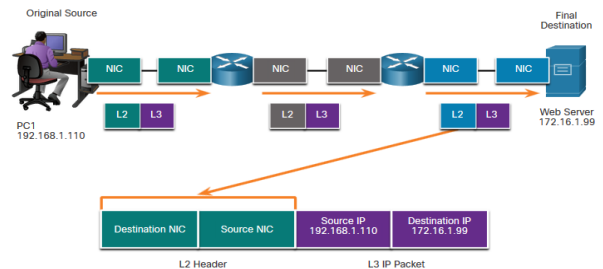 Original Source
Final
Destination
NIC
NIC
NIC
NIC
NIC
NIC
L2 L3
L2 L3
L2 L3
PC1
192.168.1.110
Web Server
172.16.1.99
Destination NIC
Source NIC
Source IP
192.168.1.110
Destination IP
172.16.1.99
L2 Header
L3 IP Packet